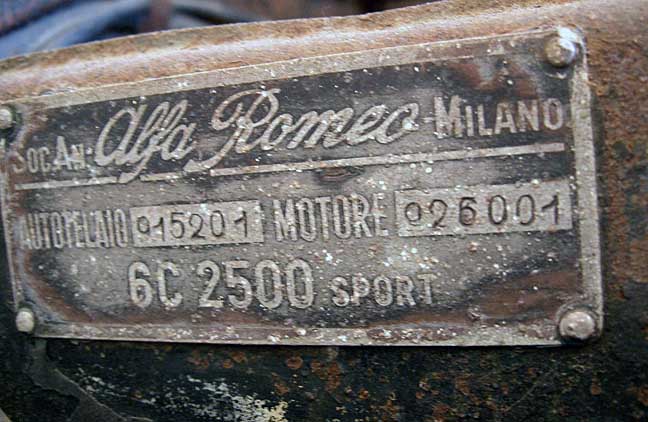 Soc.An. Alfa Romeo-Milano
AUTOTELAIO 915201 MOTORE 926001
6C 2500 SPORT